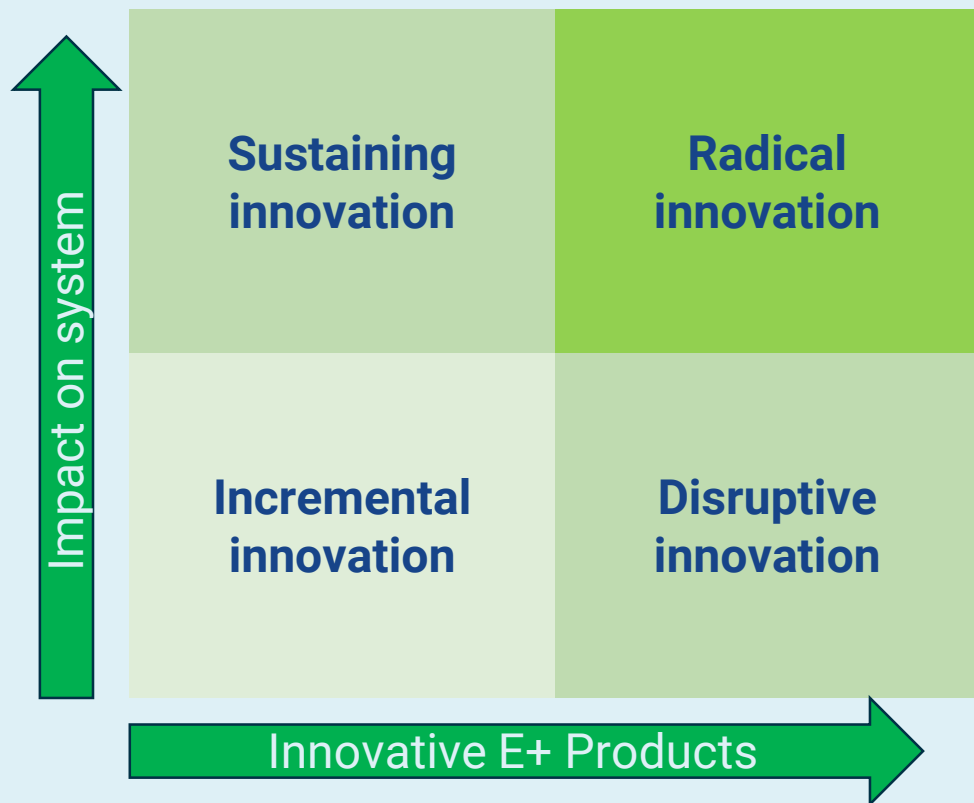 Impact on system
Sustaining
innovation
Radical
innovation
Incremental
innovation
Disruptive
innovation
Innovative E+ Products